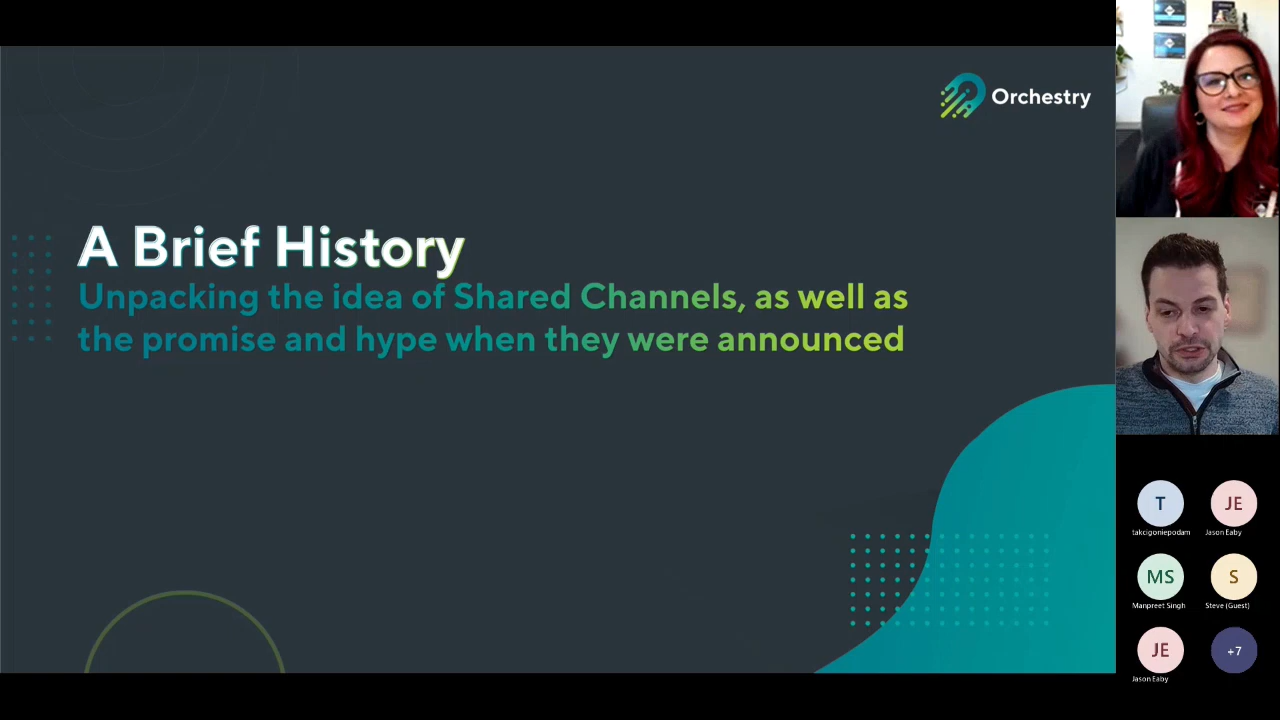 Orchestry
A Brief History
Unpacking the idea of Shared Channels, as well as
the promise and hype when they were announced
T
JE
takcigoniepodam
Jason Eaby
MS
S
Manpreet Singh
Steve (Guest)
JE
+7
Jason Eaby